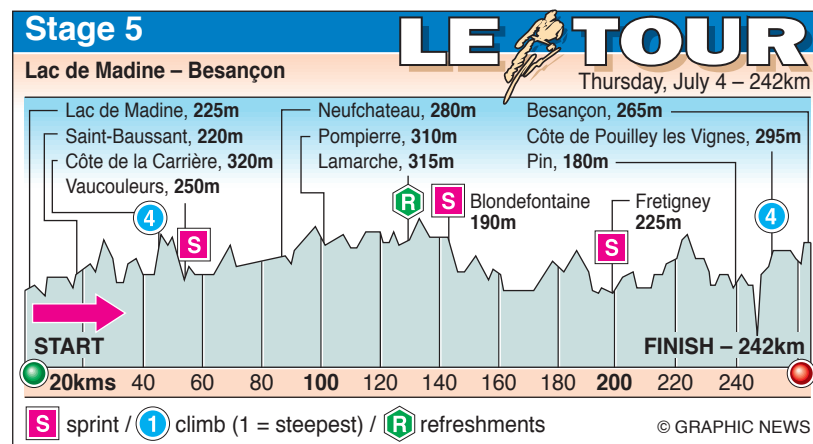 Stage 5
LE TOUR
Lac de Madine – Besançon
Thursday, July 4 – 242km
Lac de Madine, 225m
Saint-Baussant, 220m
Côte de la Carrière, 320m
Vaucouleurs, 250m
Neufchateau, 280m
Pompierre, 310m
Lamarche, 315m
Besançon, 265m
Côte de Pouilley les Vignes, 295m
Pin, 180m
R
S
Blondefontaine
190m
Fretigney
225m
4
S
S
4
START
FINISH – 242km
20kms 40 60 80 100 120 140 160 180 200 220 240
S sprint / 1 climb (1 = steepest) / R refreshments
© GRAPHIC NEWS